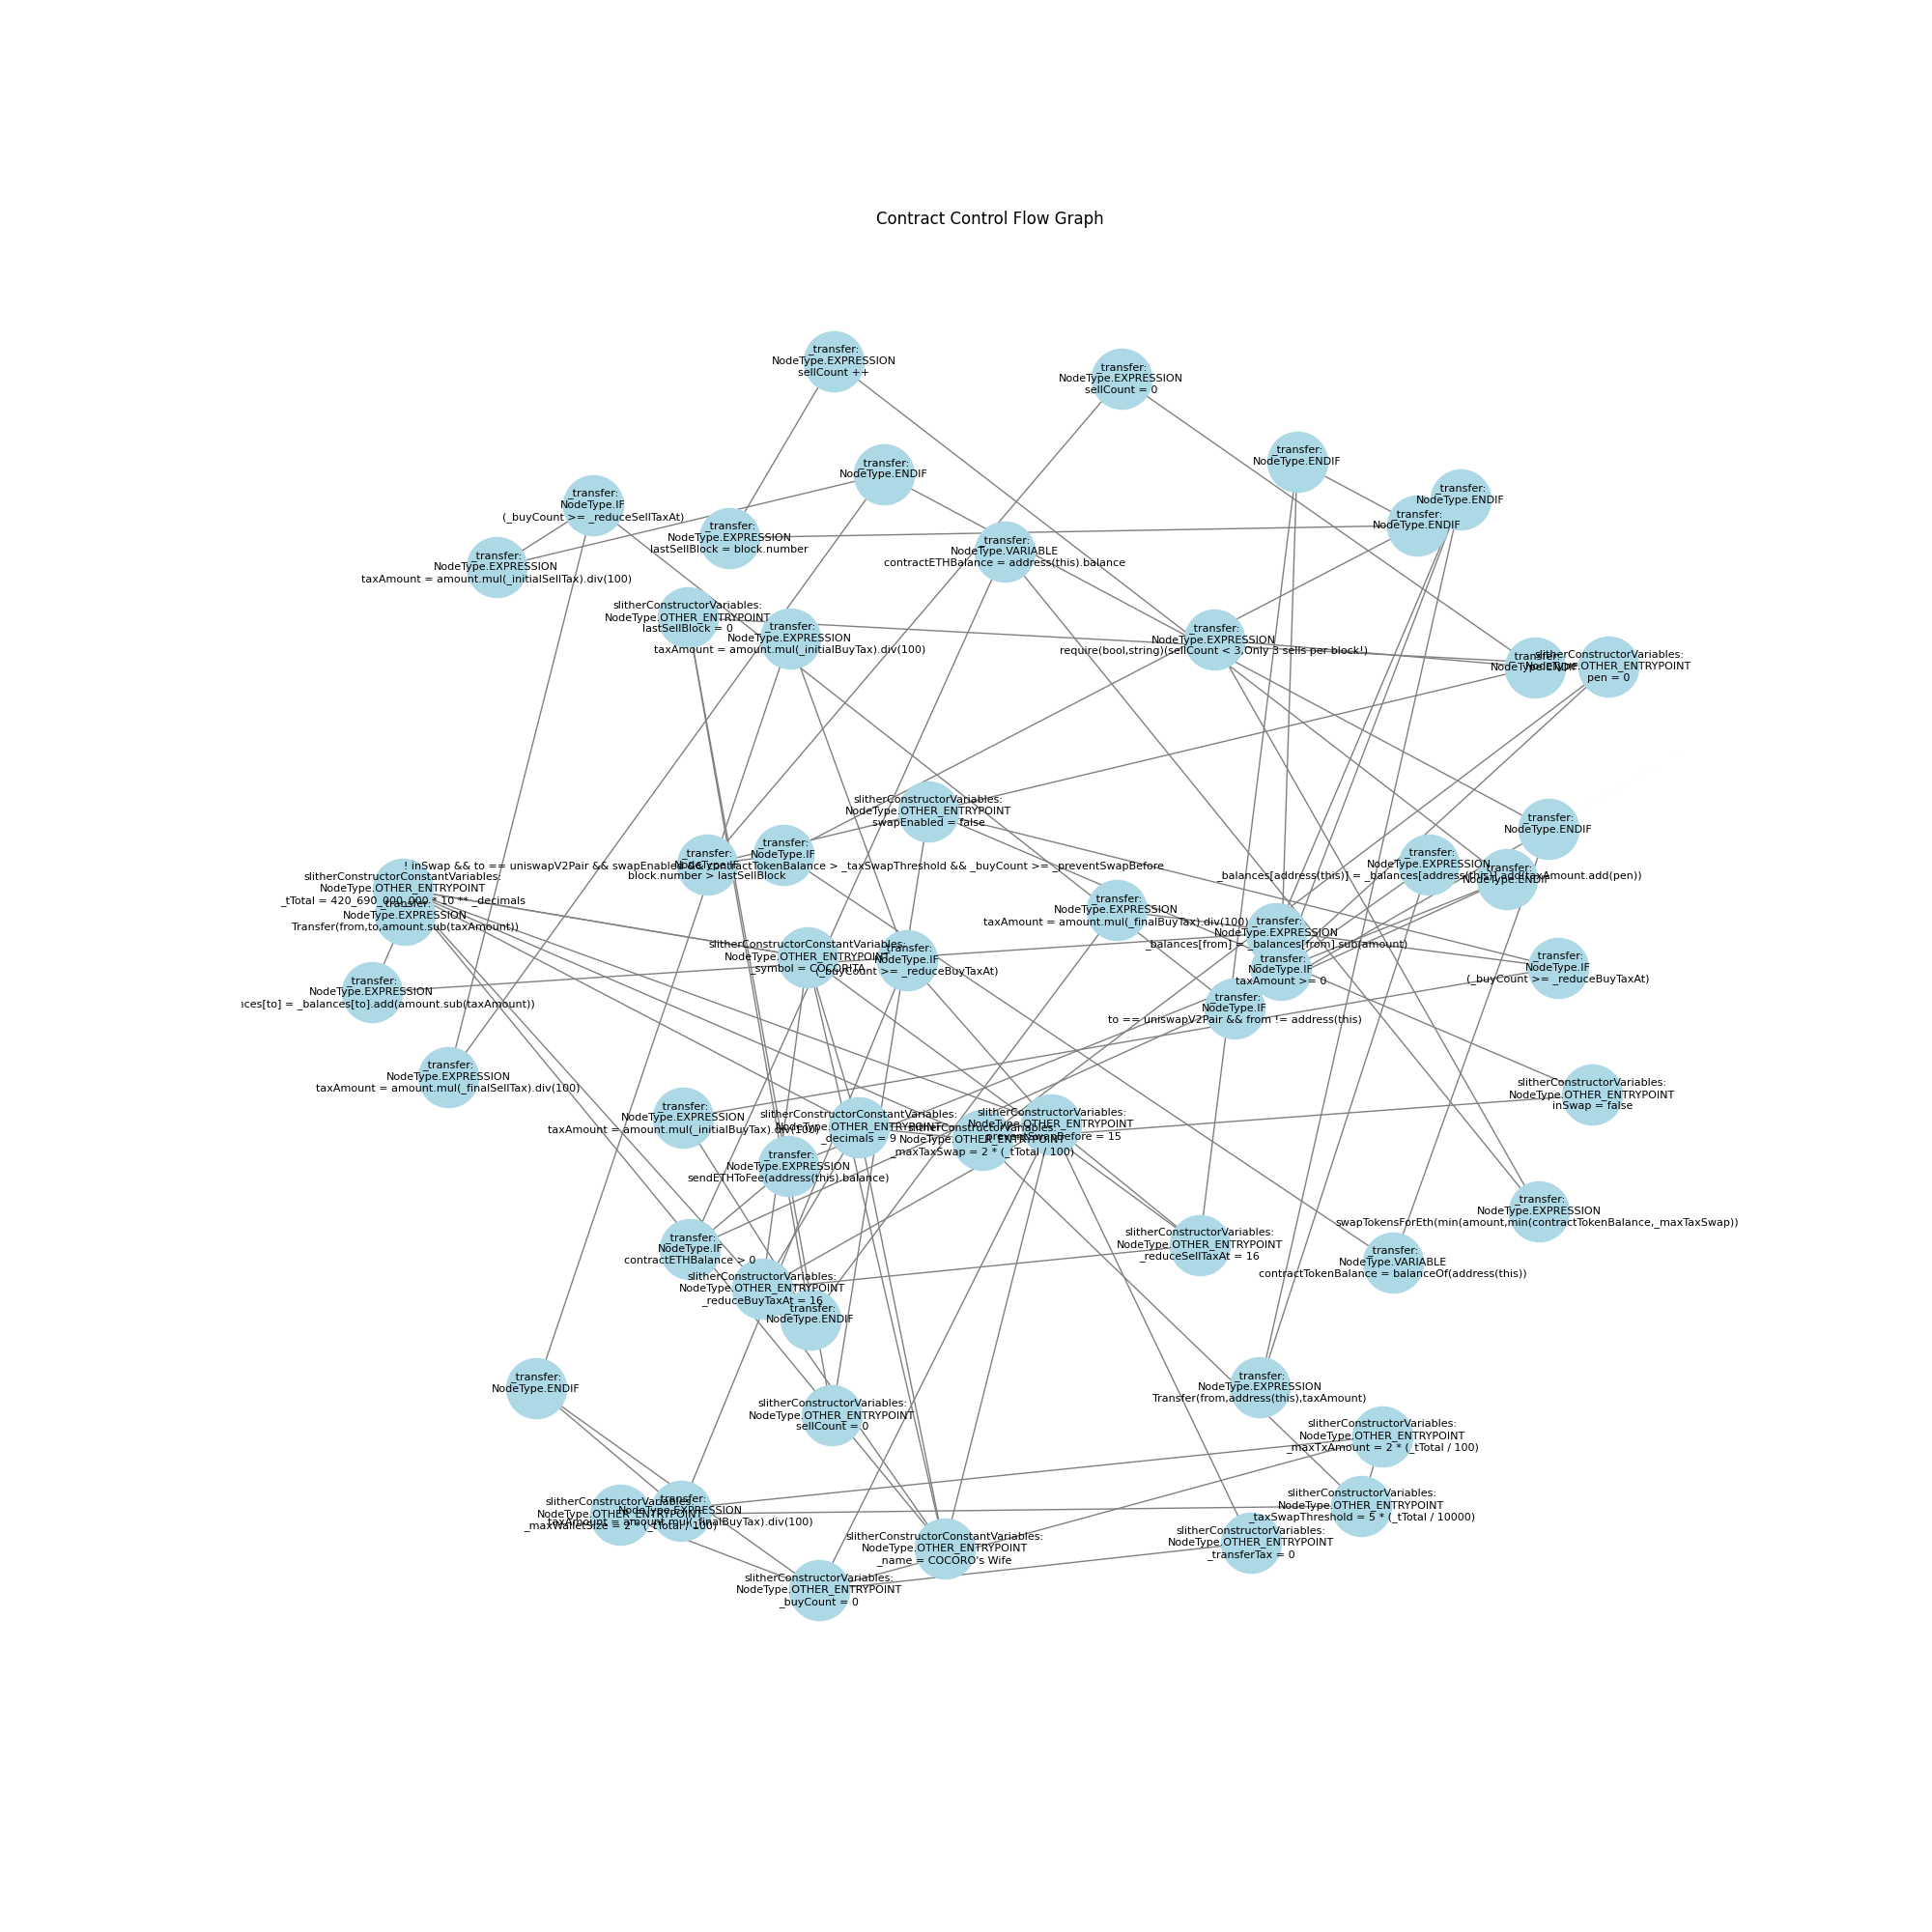 Contract Control Flow Graph
_transfer:
NodeType.EXPRESSION
sellCount ++
_transfer:
NodeType.EXPRESSION
sellCount = 0
_transfer:
NodeType.ENDIF
_transfer:
NodeType.ENDIF
_transfer:
NodeType.ENDIF
_transfer:
NodeType.ENDIF
_transfer:
NodeType.IF
(_buyCount >= _reduceSellTaxAt)
_transfer:
NodeType.EXPRESSION
lastSellBlock = block.number
_transfer:
NodeType.VARIABLE
contractETHBalance = address(this).balance
_transfer:
NodeType.EXPRESSION
taxAmount = amount.mul(_initialSellTax).div(100)
slitherConstructorVariables:
NodeType.OTHER_ENTRYPOINT
lastSellBlock = 0
_transfer:
NodeType.EXPRESSION
taxAmount = amount.mul(_initialBuyTax).div(100)
_transfer:
NodeType.EXPRESSION
require(bool,string)(sellCount < 3,Only 3 sells per block!)
_transfer:
NodeType.ENDIF
slitherConstructorVariables:
NodeType.OTHER_ENTRYPOINT
pen = 0
slitherConstructorVariables:
NodeType.OTHER_ENTRYPOINT
swapEnabled = false
_transfer:
NodeType.ENDIF
_transfer:
NodeType.IF
! inSwap && to == uniswapV2Pair && swapEnabled && contractTokenBalance > _taxSwapThreshold && _buyCount >= _preventSwapBefore
_transfer:
NodeType.IF
block.number > lastSellBlock
_transfer:
NodeType.EXPRESSION
_balances[address(this)] = _balances[address(this)].add(taxAmount.add(pen))
_transfer:
NodeType.ENDIF
slitherConstructorConstantVariables:
NodeType.OTHER_ENTRYPOINT
_tTotal = 420_690_000_000 * 10 ** _decimals
_transfer:
NodeType.EXPRESSION
Transfer(from,to,amount.sub(taxAmount))
_transfer:
NodeType.EXPRESSION
taxAmount = amount.mul(_finalBuyTax).div(100)
_transfer:
NodeType.EXPRESSION
_balances[from] = _balances[from].sub(amount)
slitherConstructorConstantVariables:
NodeType.OTHER_ENTRYPOINT
_symbol = COCORITA
_transfer:
NodeType.IF
(_buyCount >= _reduceBuyTaxAt)
_transfer:
NodeType.IF
taxAmount >= 0
_transfer:
NodeType.IF
(_buyCount >= _reduceBuyTaxAt)
_transfer:
NodeType.EXPRESSION
ces[to] = _balances[to].add(amount.sub(taxAmount))
_transfer:
NodeType.IF
to == uniswapV2Pair && from != address(this)
_transfer:
NodeType.EXPRESSION
taxAmount = amount.mul(_finalSellTax).div(100)
slitherConstructorVariables:
NodeType.OTHER_ENTRYPOINT
inSwap = false
_transfer:
NodeType.EXPRESSION
taxAmount = amount.mul(_initialBuyTax).div(100)
slitherConstructorConstantVariables:
NodeType.OTHER_ENTRYPOINT
_decimals = 9
slitherConstructorVariables:
NodeType.OTHER_ENTRYPOINT
_maxTaxSwap = 2 * (_tTotal / 100)
slitherConstructorVariables:
NodeType.OTHER_ENTRYPOINT
_preventSwapBefore = 15
_transfer:
NodeType.EXPRESSION
sendETHToFee(address(this).balance)
_transfer:
NodeType.EXPRESSION
swapTokensForEth(min(amount,min(contractTokenBalance,_maxTaxSwap))
_transfer:
NodeType.IF
contractETHBalance > 0
slitherConstructorVariables:
NodeType.OTHER_ENTRYPOINT
_reduceSellTaxAt = 16
_transfer:
NodeType.VARIABLE
contractTokenBalance = balanceOf(address(this))
slitherConstructorVariables:
NodeType.OTHER_ENTRYPOINT
_reduceBuyTaxAt = 16
_transfer:
NodeType.ENDIF
_transfer:
NodeType.ENDIF
_transfer:
NodeType.EXPRESSION
Transfer(from,address(this),taxAmount)
slitherConstructorVariables:
NodeType.OTHER_ENTRYPOINT
sellCount = 0
slitherConstructorVariables:
NodeType.OTHER_ENTRYPOINT
_maxTxAmount = 2 * (_tTotal / 100)
slitherConstructorVariables:
NodeType.OTHER_ENTRYPOINT
_maxWalletSize = 2 * (_tTotal / 100)
_transfer:
NodeType.EXPRESSION
taxAmount = amount.mul(_finalBuyTax).div(100)
slitherConstructorVariables:
NodeType.OTHER_ENTRYPOINT
_taxSwapThreshold = 5 * (_tTotal / 10000)
slitherConstructorVariables:
NodeType.OTHER_ENTRYPOINT
_transferTax = 0
slitherConstructorConstantVariables:
NodeType.OTHER_ENTRYPOINT
_name = COCORO's Wife
slitherConstructorVariables:
NodeType.OTHER_ENTRYPOINT
_buyCount = 0